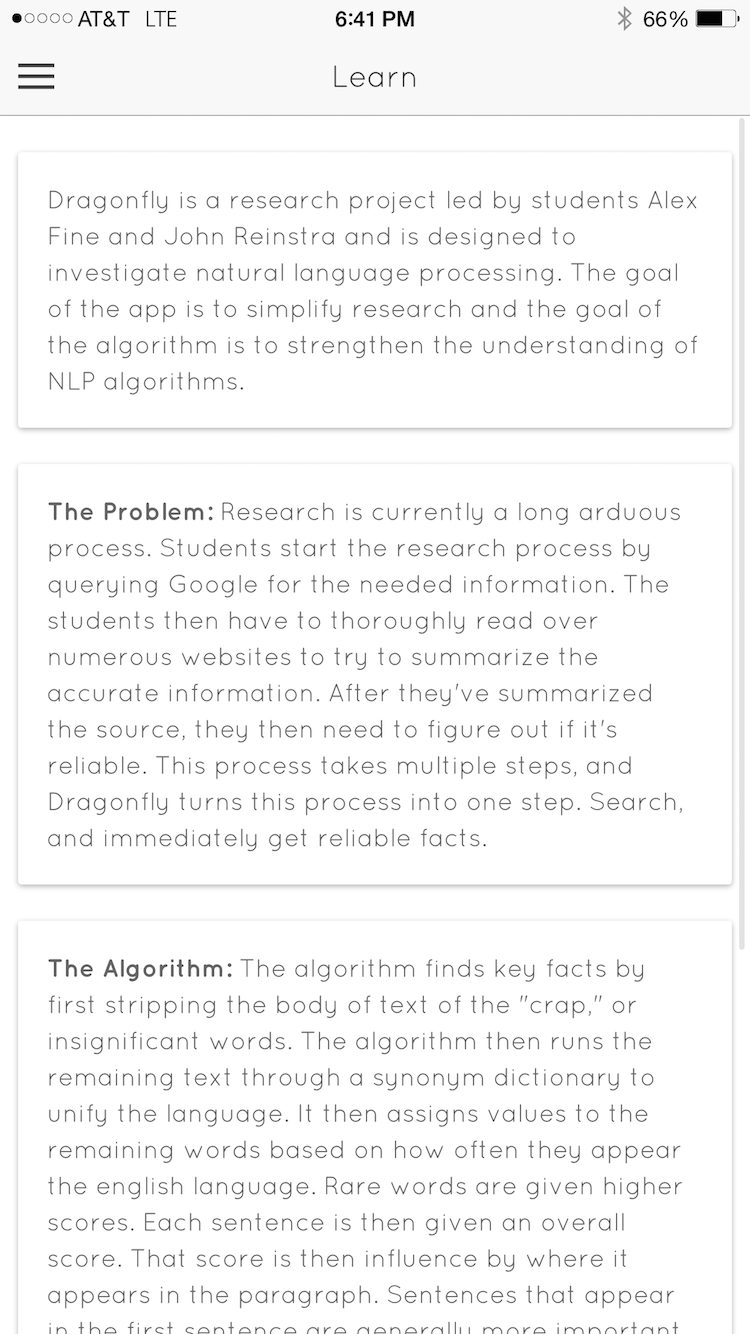 AT&T LTE 6:41 PM 66%
Learn
Dragonfly is a research project led by students Alex
Fine and John Reinstra and is designed to
investigate natural language processing. The goal
of the app is to simplify research and the goal of
the algorithm is to strengthen the understanding of
NLP algorithms.
The Problem: Research is currently a long arduous
process. Students start the research process by
querying Google for the needed information. The
students then have to thoroughly read over
numerous websites to try to summarize the
accurate information. After they've summarized
the source, they then need to figure out if it's
reliable. This process takes multiple steps, and
Dragonfly turns this process into one step. Search,
and immediately get reliable facts.
The Algorithm: The algorithm finds key facts by
first stripping the body of text of the "crap," or
insignificant words. The algorithm then runs the
remaining text through a synonym dictionary to
unify the language. It then assigns values to the
remaining words based on how often they appear
the english language. Rare words are given higher
scores. Each sentence is then given an overall
score. That score is then influence by where it
appears in the paragraph. Sentences that appear
in the first sentence are generally more important